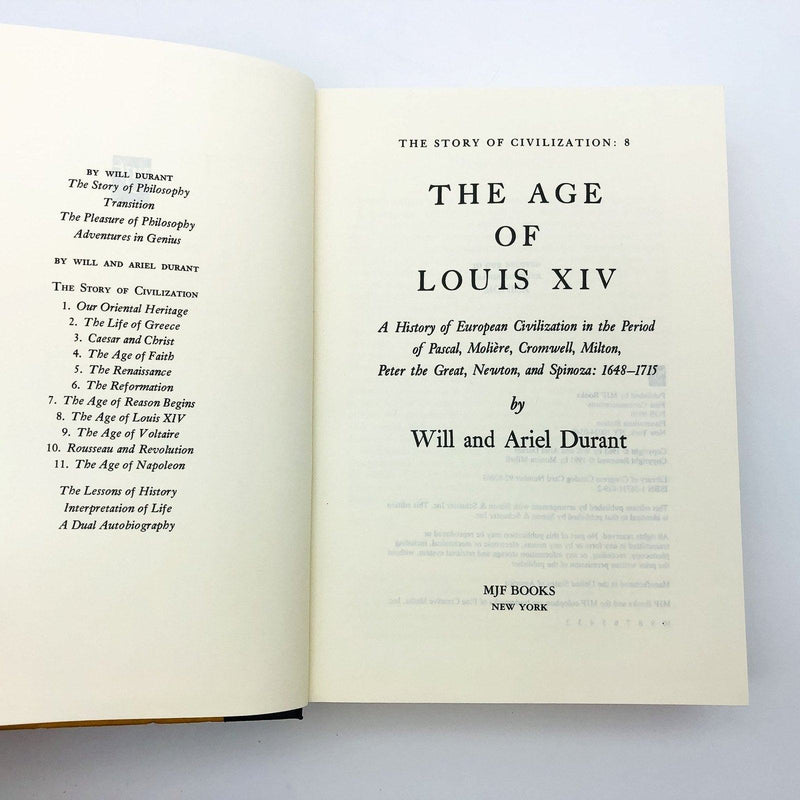 BY WILL DURANT
The Story of Philosophy
Transition
The Pleasure of Philosophy
Adventures in Genius
BY WILL AND ARIEL DURANT
THE STORY OF CIVILIZATION
1. Our Oriental Heritage
2. The Life of Greece
3. Caesar and Christ
4. The Age of Faith
5. The Renaissance
6. The Reformation
7. The Age of Reason Begins
8. The Age of Louis XIV
9. The Age of Voltaire
10. Rousseau and Revolution
11. The Age of Napoleon
The Lessons of History
Interpretation of Life
A Dual Autobiography
THE STORY OF CIVILIZATION: 8
THE AGE
OF
LOUIS XIV
A History of European Civilization in the Period
of Pascal, Molière, Cromwell, Milton,
Peter the Great, Newton, and Spinoza: 1648–1715
by
Will and Ariel Durant
MJF BOOKS
NEW YORK